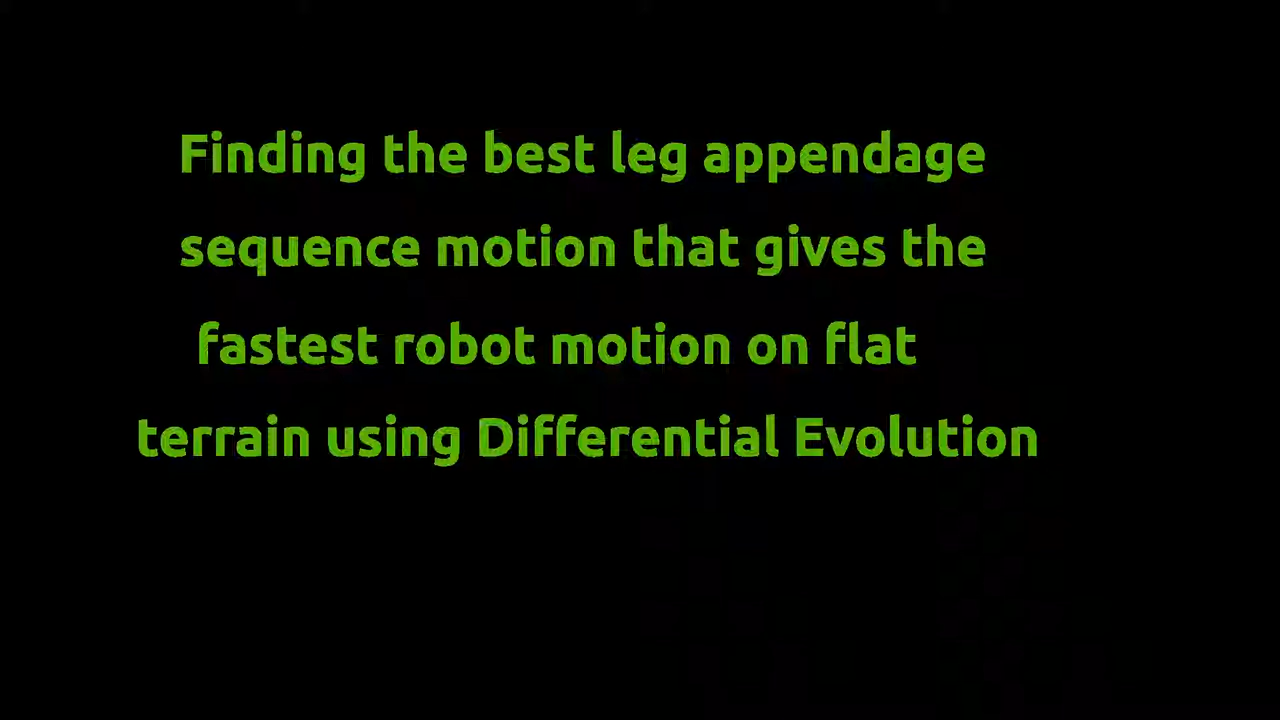 Finding the best leg appendage
sequence motion that gives the
fastest robot motion on flat
terrain using Differential Evolution